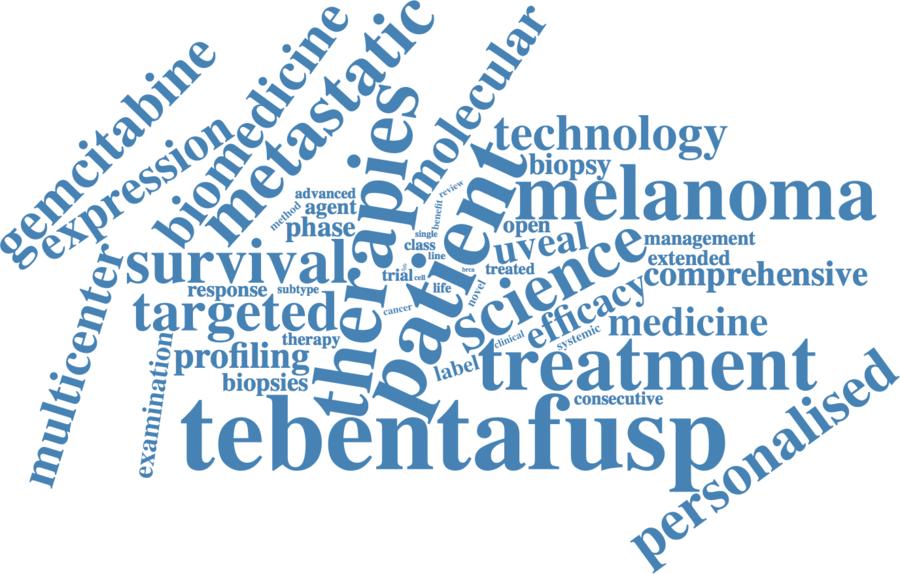 gemcitabine
expression
biomedicine
metastatic
therapies
molecular
patient
technology
biopsy
melanoma
advanced
method
agent
phase
review
benefit
single
class
line
open
uveal
science
management
extended
comprehensive
multicenter
survival
response
subtype
trial
cell
life
brca
treated
novel
cancer
targeted
therapy
profiling
biopsies
examination
efficacy
medicine
clinical
systemic
label
treatment
consecutive
tebentafusp
personalised